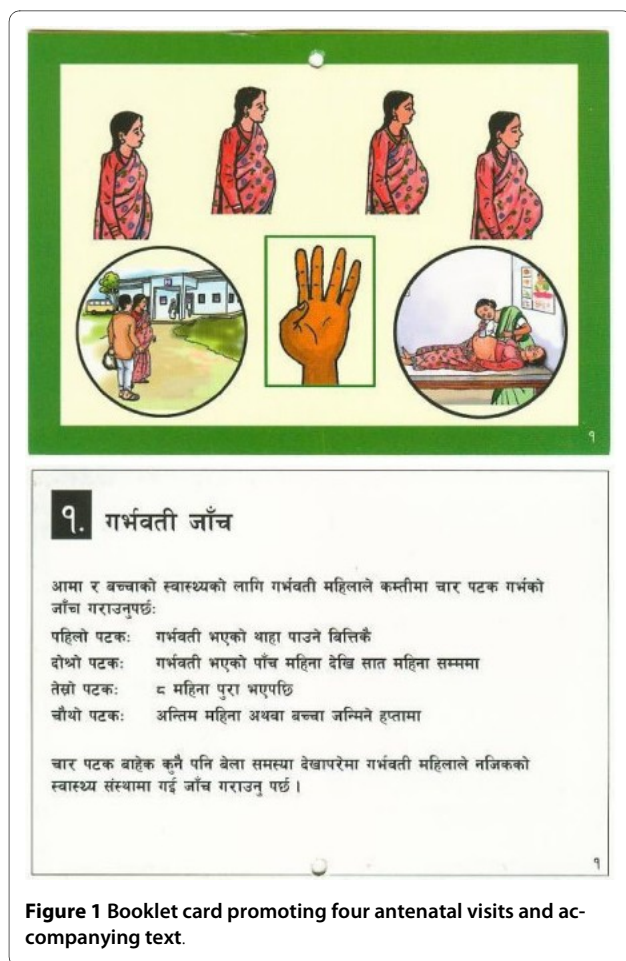 १
१. गर्भवती जाँच
आमा र बच्चाको स्वास्थ्यको लागि गर्भवती महिलाले कम्तीमा चार पटक गर्भको
जाँच गराउनुपर्छः
पहिलो पटकः गर्भवती भएको थाहा पाउने बित्तिकै
दोश्रो पटकः गर्भवती भएको पाँच महिना देखि सात महिना सम्ममा
तेस्रो पटकः ८ महिना पुरा भएपछि
चौथो पटकः अन्तिम महिना अथवा बच्चा जन्मिने हप्तामा
चार पटक बाहेक कुनै पनि बेला समस्या देखापरेमा गर्भवती महिलाले नजिकको
स्वास्थ्य संस्थामा गई जाँच गराउनु पर्छ ।
१
Figure 1 Booklet card promoting four antenatal visits and ac-
companying text.